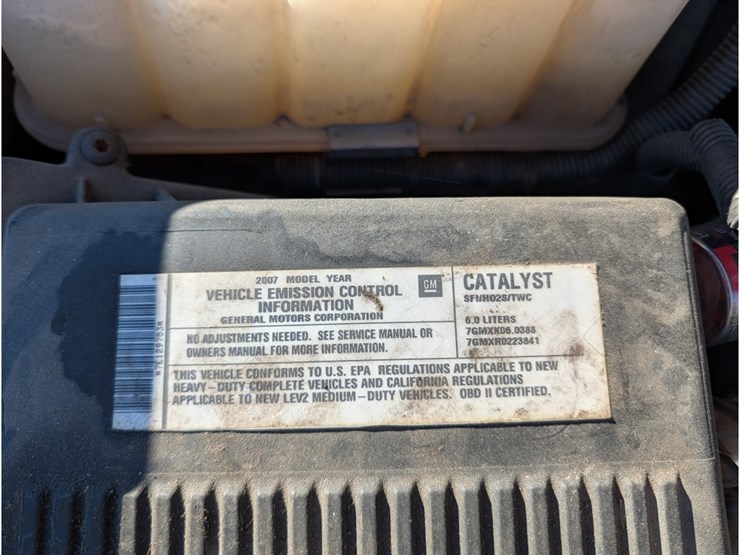 2007 MODEL YEAR
VEHICLE EMISSION CONTROL
INFORMATION
GENERAL MOTORS CORPORATION
GM
NO ADJUSTMENTS NEEDED. SEE SERVICE MANUAL OR
OWNERS MANUAL FOR MORE INFORMATION.
CATALYST
SFI/HO2S/TWC
6.0 LITERS
7GMXK06.0388
7GMXR0223841
THIS VEHICLE CONFORMS TO U.S. EPA REGULATIONS APPLICABLE TO NEW
HEAVY-DUTY COMPLETE VEHICLES AND CALIFORNIA REGULATIONS
APPLICABLE TO NEW LEV2 MEDIUM-DUTY VEHICLES. OBD II CERTIFIED.